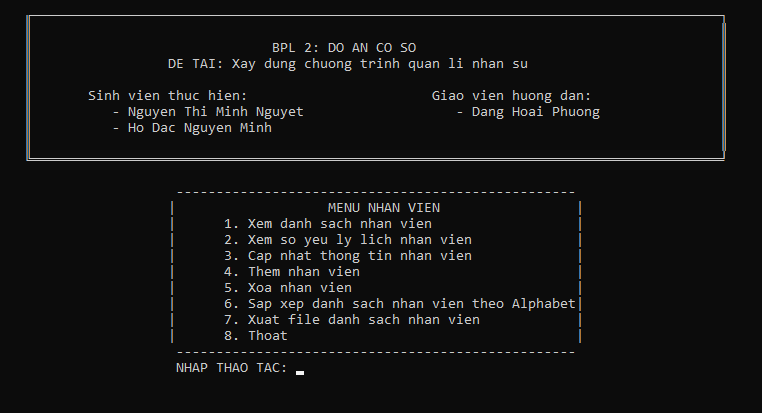 BPL 2: DO AN CO SO
DE TAI: Xay dung chuong trinh quan li nhan su
Sinh vien thuc hien:
- Nguyen Thi Minh Nguyet
- Ho Dac Nguyen Minh
Giao vien huong dan:
- Dang Hoai Phuong
MENU NHAN VIEN
1. Xem danh sach nhan vien
2. Xem so yeu ly lich nhan vien
3. Cap nhat thong tin nhan vien
4. Them nhan vien
5. Xoa nhan vien
6. Sap xep danh sach nhan vien theo Alphabet
7. Xuat file danh sach nhan vien
8. Thoat
NHAP THAO TAC: